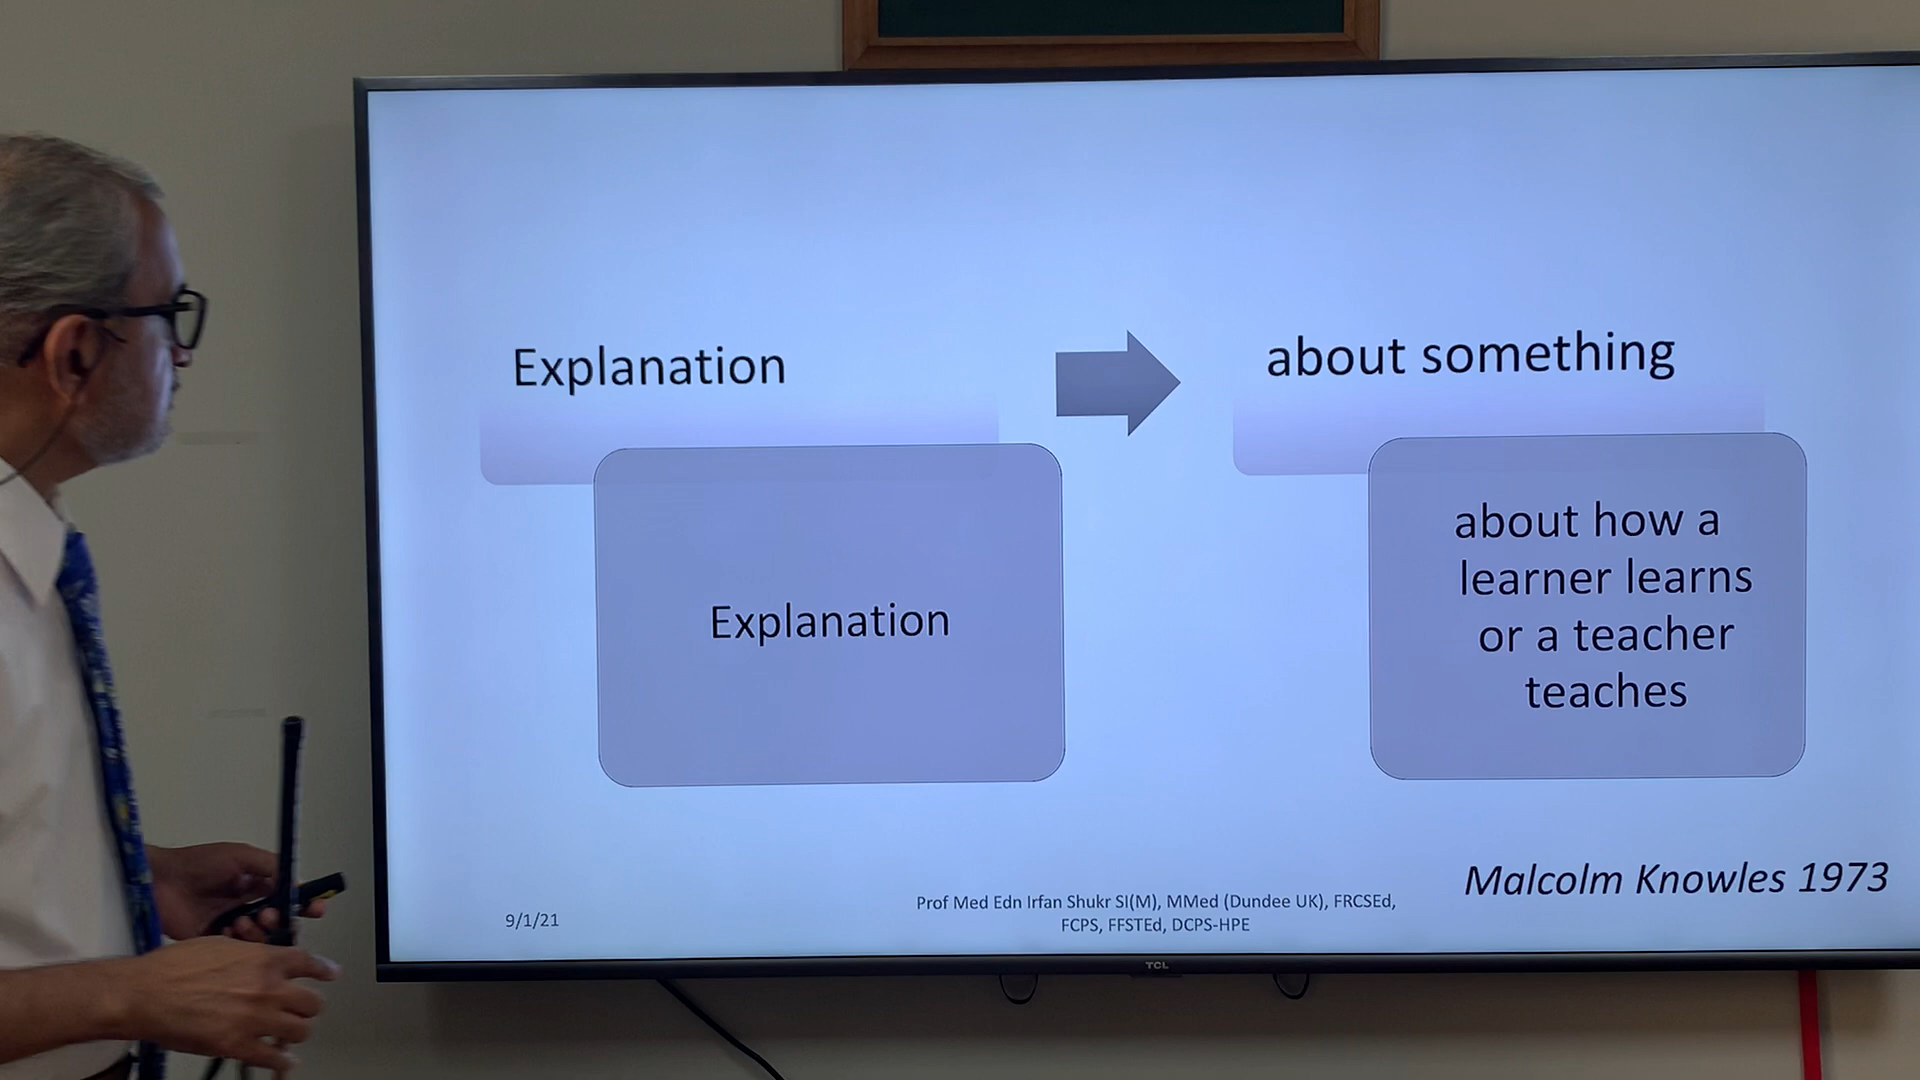 Explanation
about something
Explanation
about how a
learner learns
or a teacher
teaches
Malcolm Knowles 1973
9/1/21
Prof Med Edn Irfan Shukr SI(M), MMed (Dundee UK), FRCSEd,
FCPS, FFSTEd, DCPS-HPE
TCL